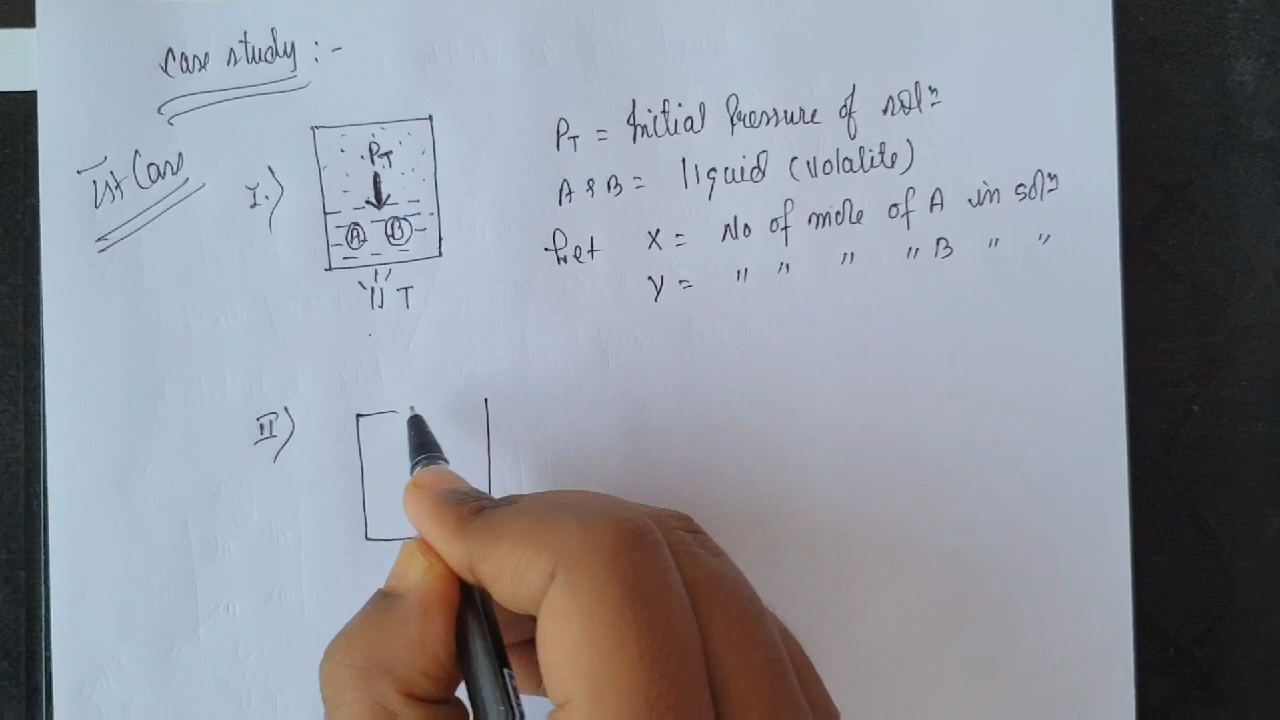 Case study :-
Ist Case
I.)
PT
A B
T
PT = Initial Pressure of solⁿ
A & B = liquid (volalite)
Let X = No of mole of A in solⁿ
Y = " " " " B " "
II)